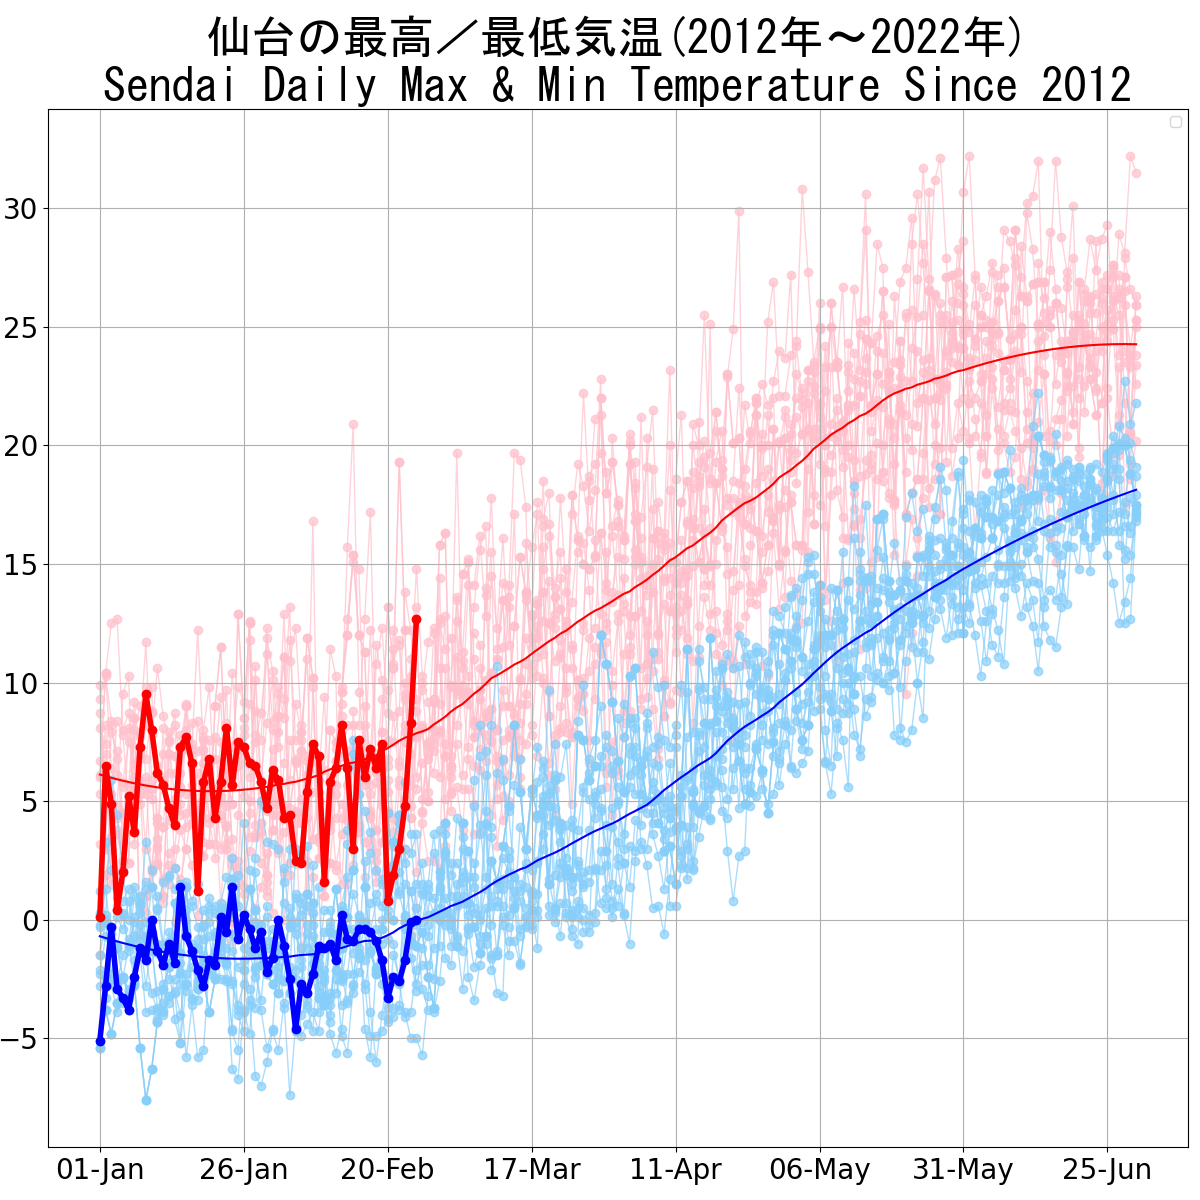 仙台の最高／最低気温(2012年～2022年)
Sendai Daily Max & Min Temperature Since 2012
30
25
20
15
10
5
0
−5
01-Jan 26-Jan 20-Feb 17-Mar 11-Apr 06-May 31-May 25-Jun